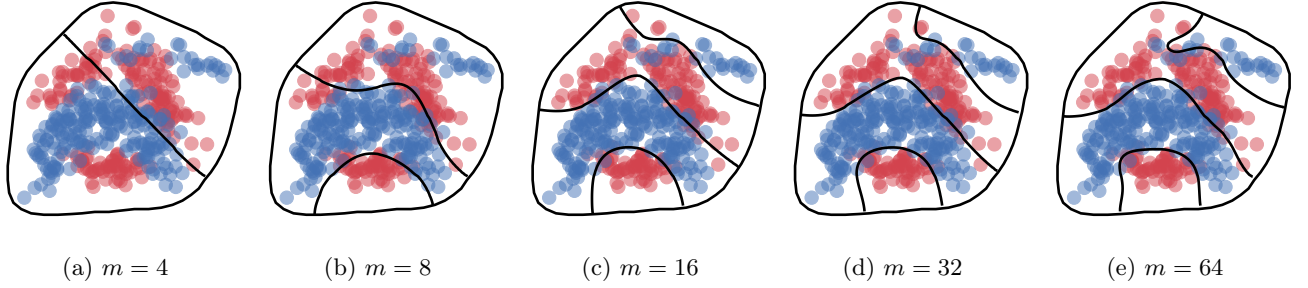 (a) m = 4
(b) m = 8
(c) m = 16
(d) m = 32
(e) m = 64